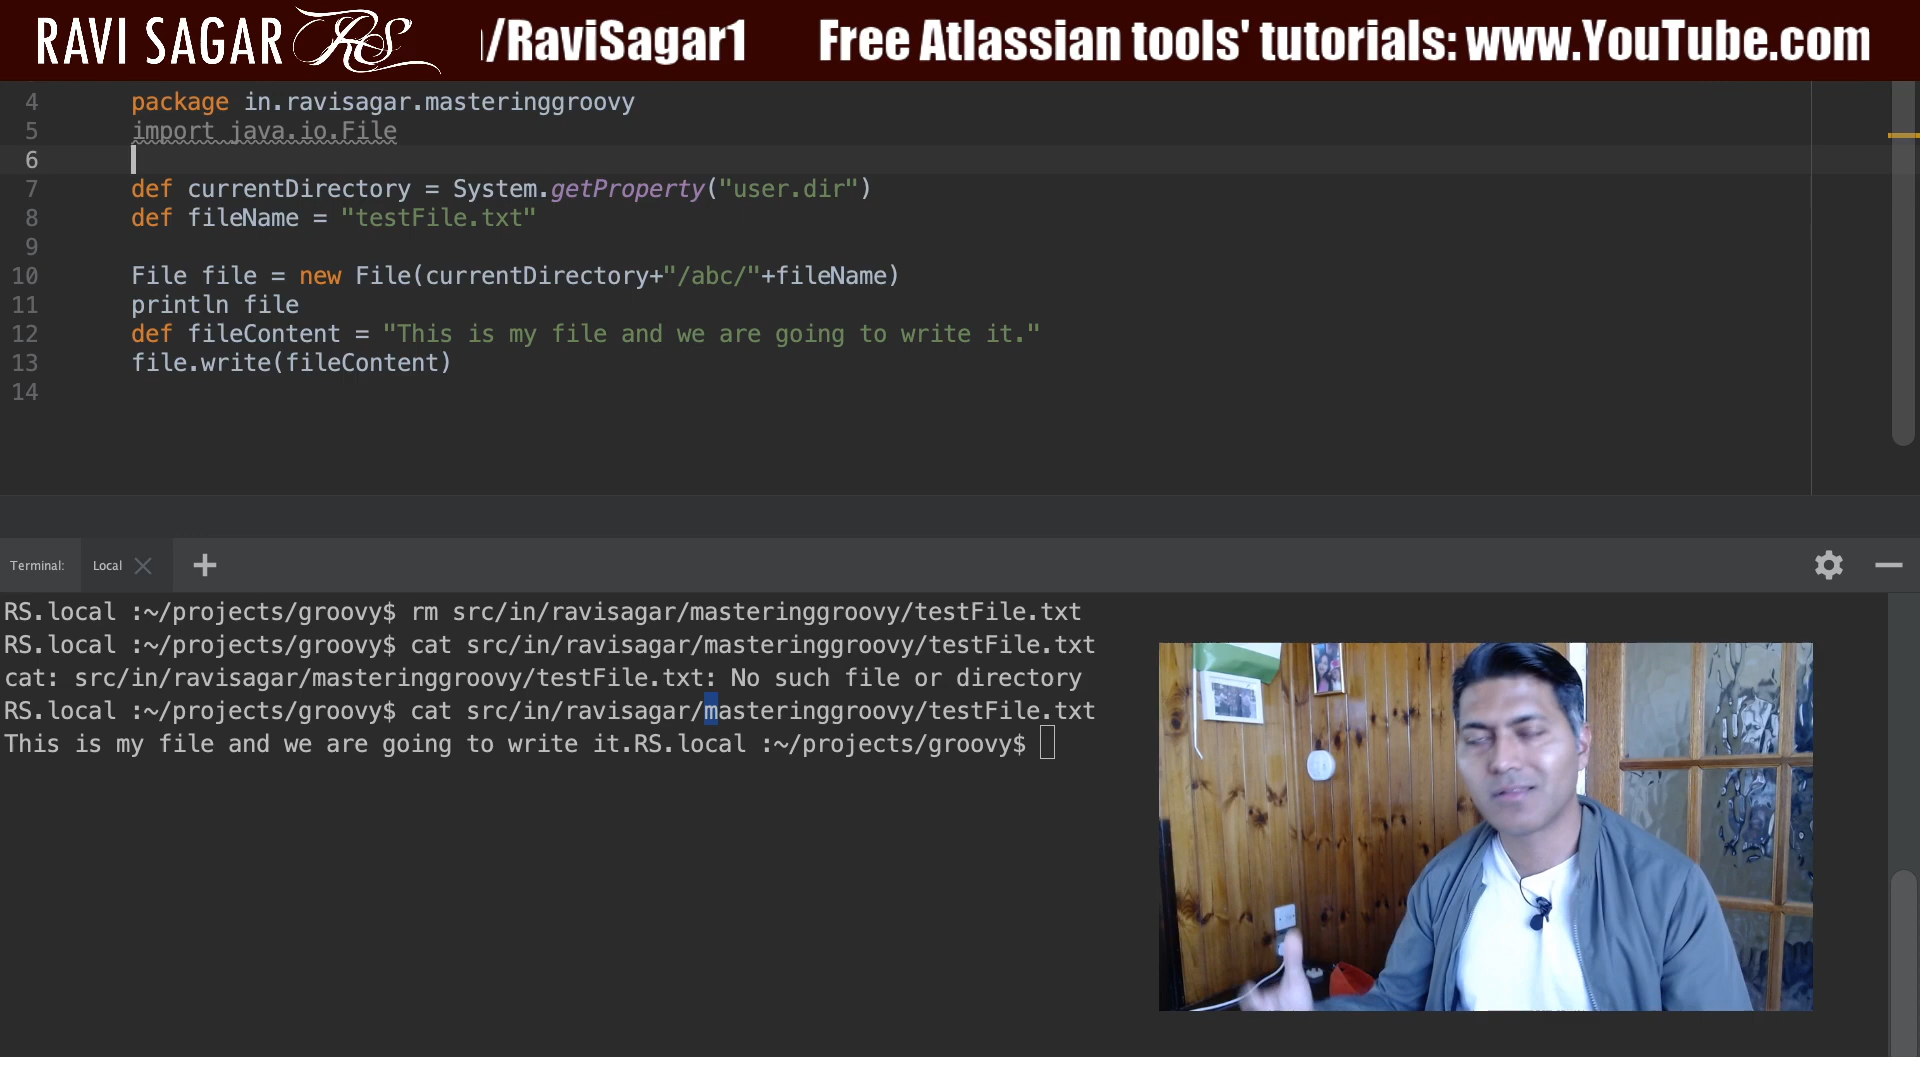 RAVI SAGAR RS /RaviSagar1 Free Atlassian tools' tutorials: www.YouTube.com
4 package in.ravisagar.masteringgroovy
5 import java.io.File
6
7 def currentDirectory = System.getProperty("user.dir")
8 def fileName = "testFile.txt"
9
10 File file = new File(currentDirectory+"/abc/"+fileName)
11 println file
12 def fileContent = "This is my file and we are going to write it."
13 file.write(fileContent)
14
Terminal: Local
RS.local :~/projects/groovy$ rm src/in/ravisagar/masteringgroovy/testFile.txt
RS.local :~/projects/groovy$ cat src/in/ravisagar/masteringgroovy/testFile.txt
cat: src/in/ravisagar/masteringgroovy/testFile.txt: No such file or directory
RS.local :~/projects/groovy$ cat src/in/ravisagar/masteringgroovy/testFile.txt
This is my file and we are going to write it.RS.local :~/projects/groovy$